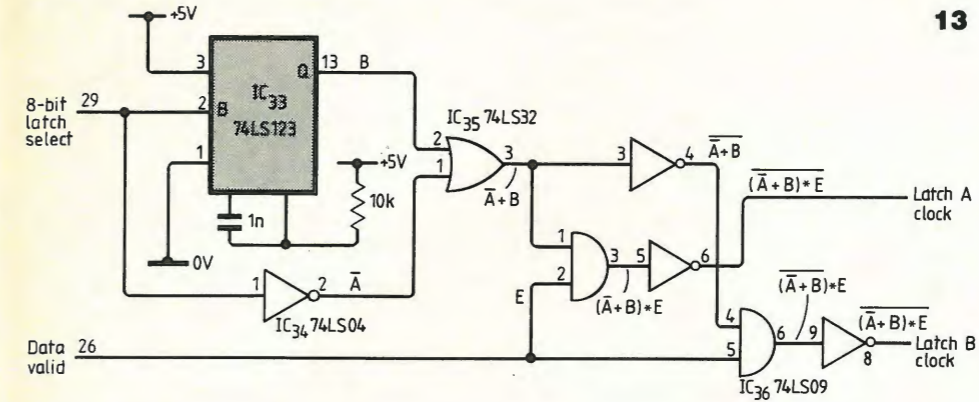 13
+5V
3
Q
13
B
8-bit
latch
select
29
2
B
IC33
74LS123
1
1n
+5V
10k
0V
IC35 74LS32
2
1
3
A̅+B
3
4
A̅+B̅
1
2
A̅
IC34 74LS04
1
2
3
5
6
E
(A̅+B)*E
(A̅+B)*E
Latch A
clock
4
5
6
9
8
(A̅+B)*E
(A̅+B)*E
Latch B
clock
IC36 74LS09
Data
valid
26